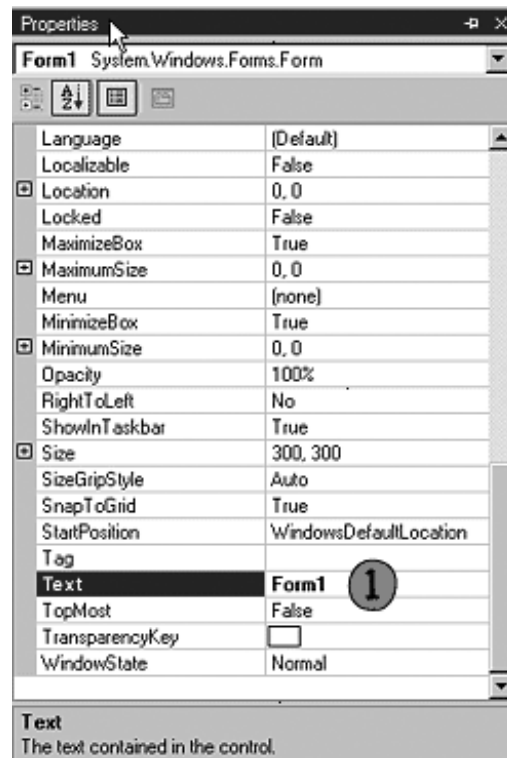 Properties
Form1 System.Windows.Forms.Form
Language (Default)
Localizable False
Location 0, 0
Locked False
MaximizeBox True
MaximumSize 0, 0
Menu (none)
MinimizeBox True
MinimumSize 0, 0
Opacity 100%
RightToLeft No
ShowInTaskbar True
Size 300, 300
SizeGripStyle Auto
SnapToGrid True
StartPosition WindowsDefaultLocation
Tag
Text Form1 1
TopMost False
TransparencyKey
WindowState Normal
Text
The text contained in the control.